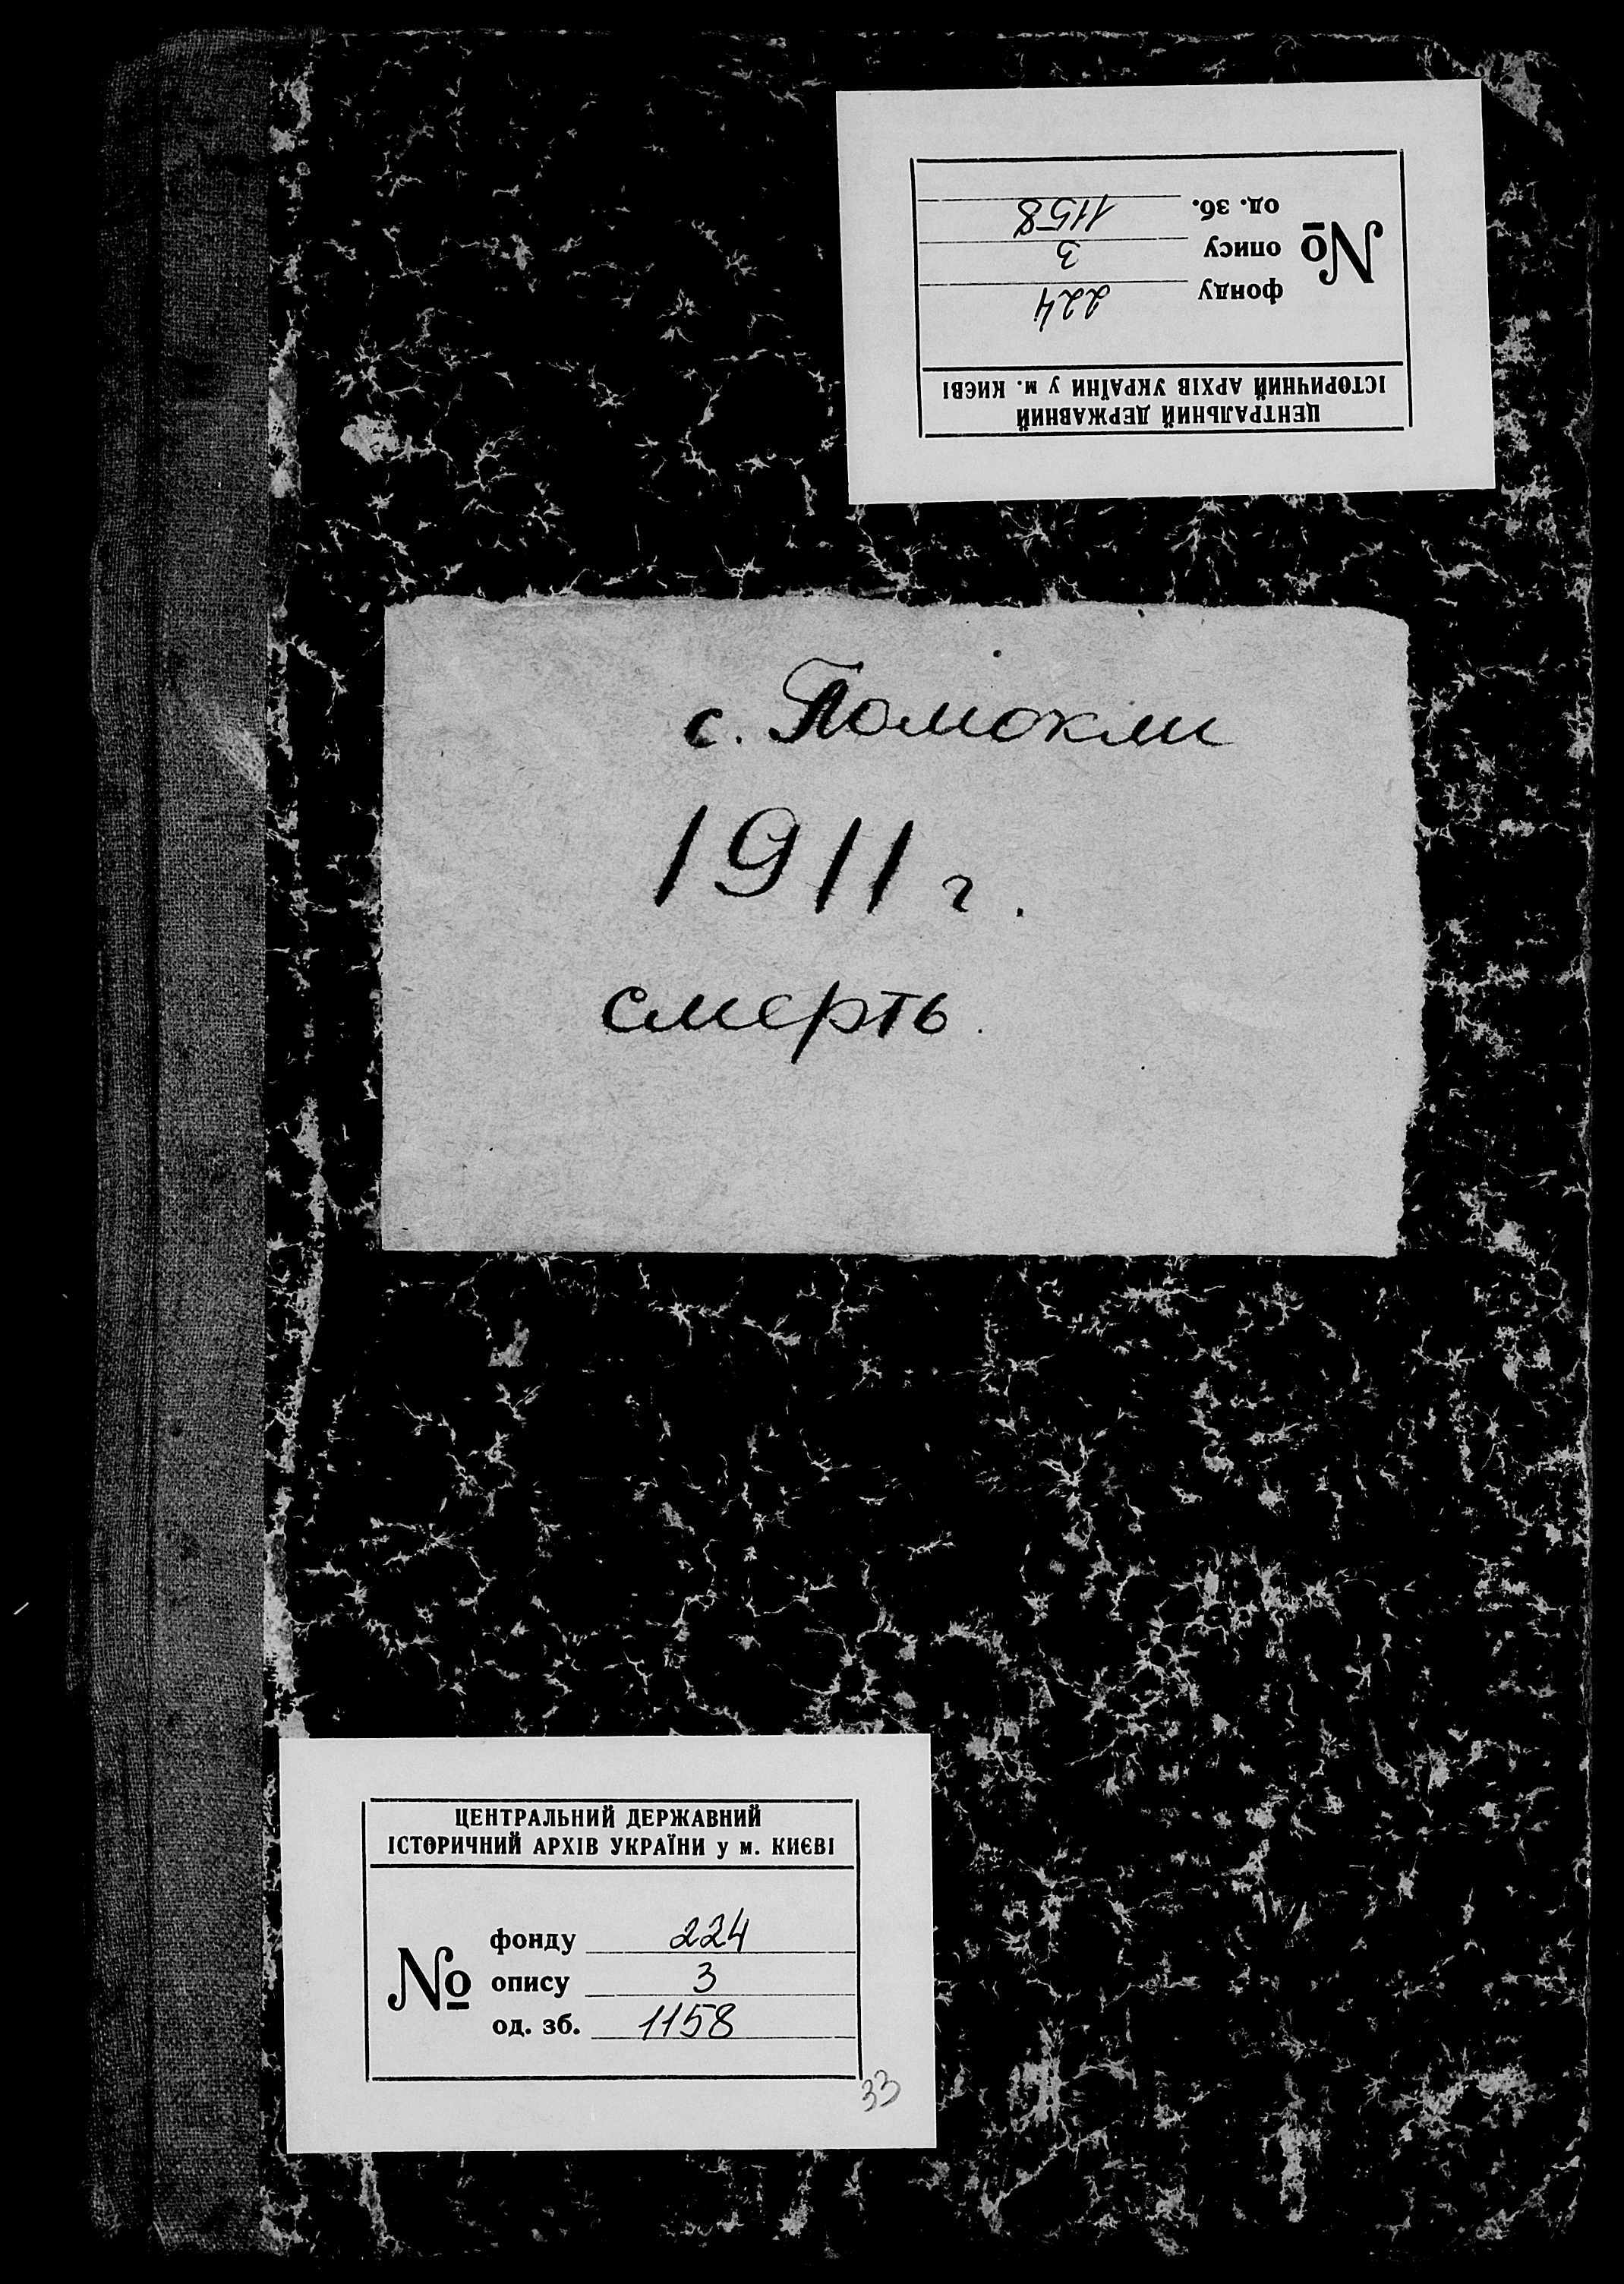 ЦЕНТРАЛЬНИЙ ДЕРЖАВНИЙ
ІСТОРИЧНИЙ АРХІВ УКРАЇНИ у м. КИЄВІ
№
фонду 224
опису 3
од. зб. 1158
с. Помокли
1911 г.
смерть.
ЦЕНТРАЛЬНИЙ ДЕРЖАВНИЙ
ІСТОРИЧНИЙ АРХІВ УКРАЇНИ у м. КИЄВІ
№
фонду 224
опису 3
од. зб. 1158
33